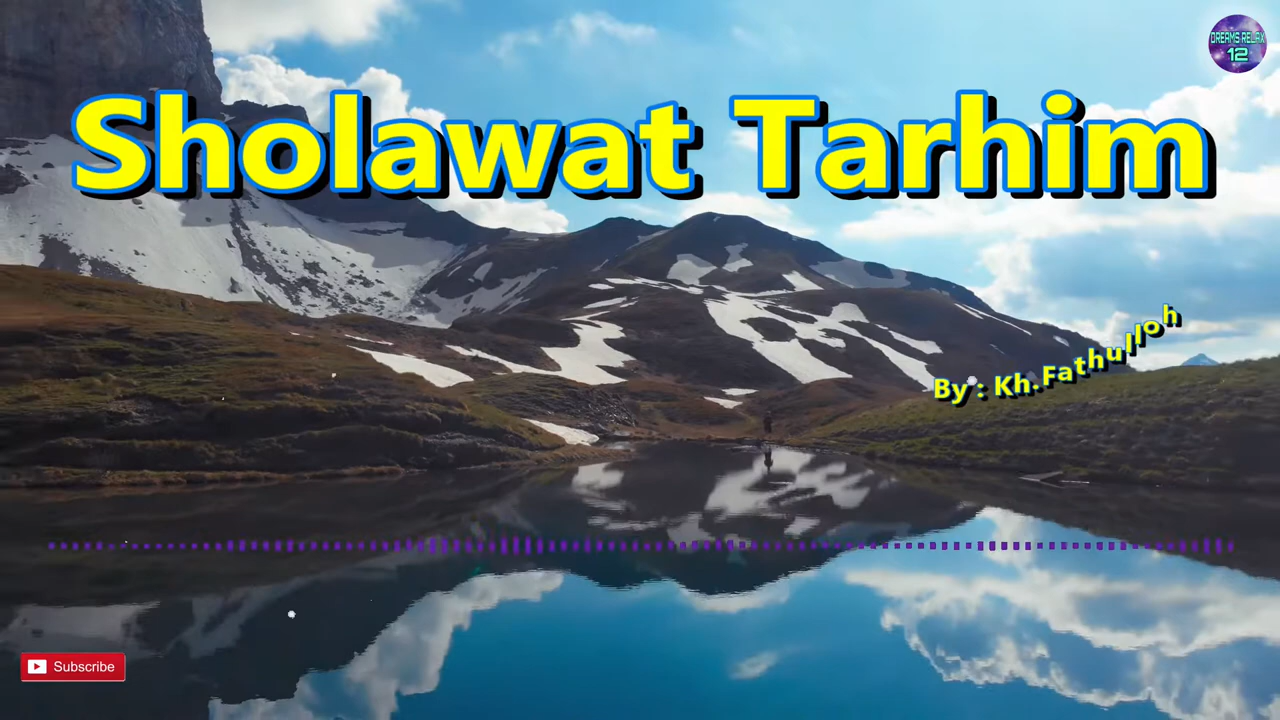 DREAMS RELAX
12
Sholawat Tarhim
By : Kh.Fathulloh
Subscribe